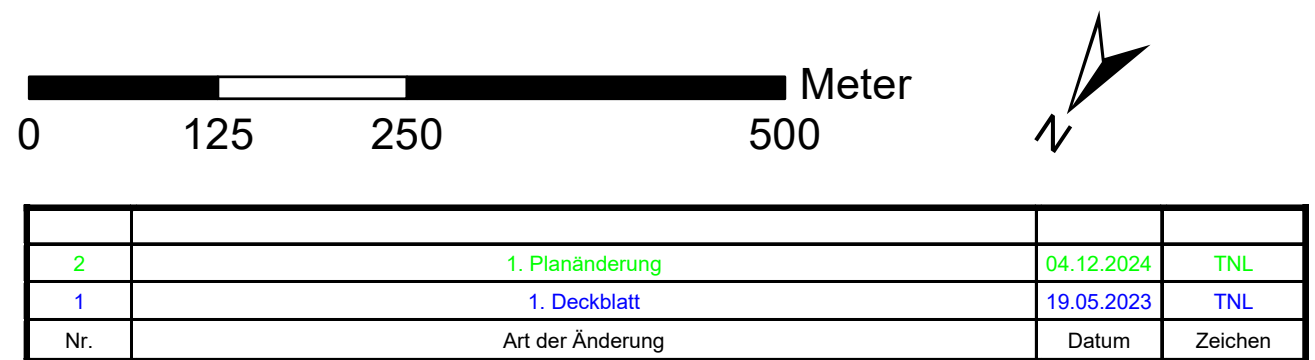 Meter
0 125 250 500
N
2 1. Planänderung 04.12.2024 TNL
1 1. Deckblatt 19.05.2023 TNL
Nr. Art der Änderung Datum Zeichen